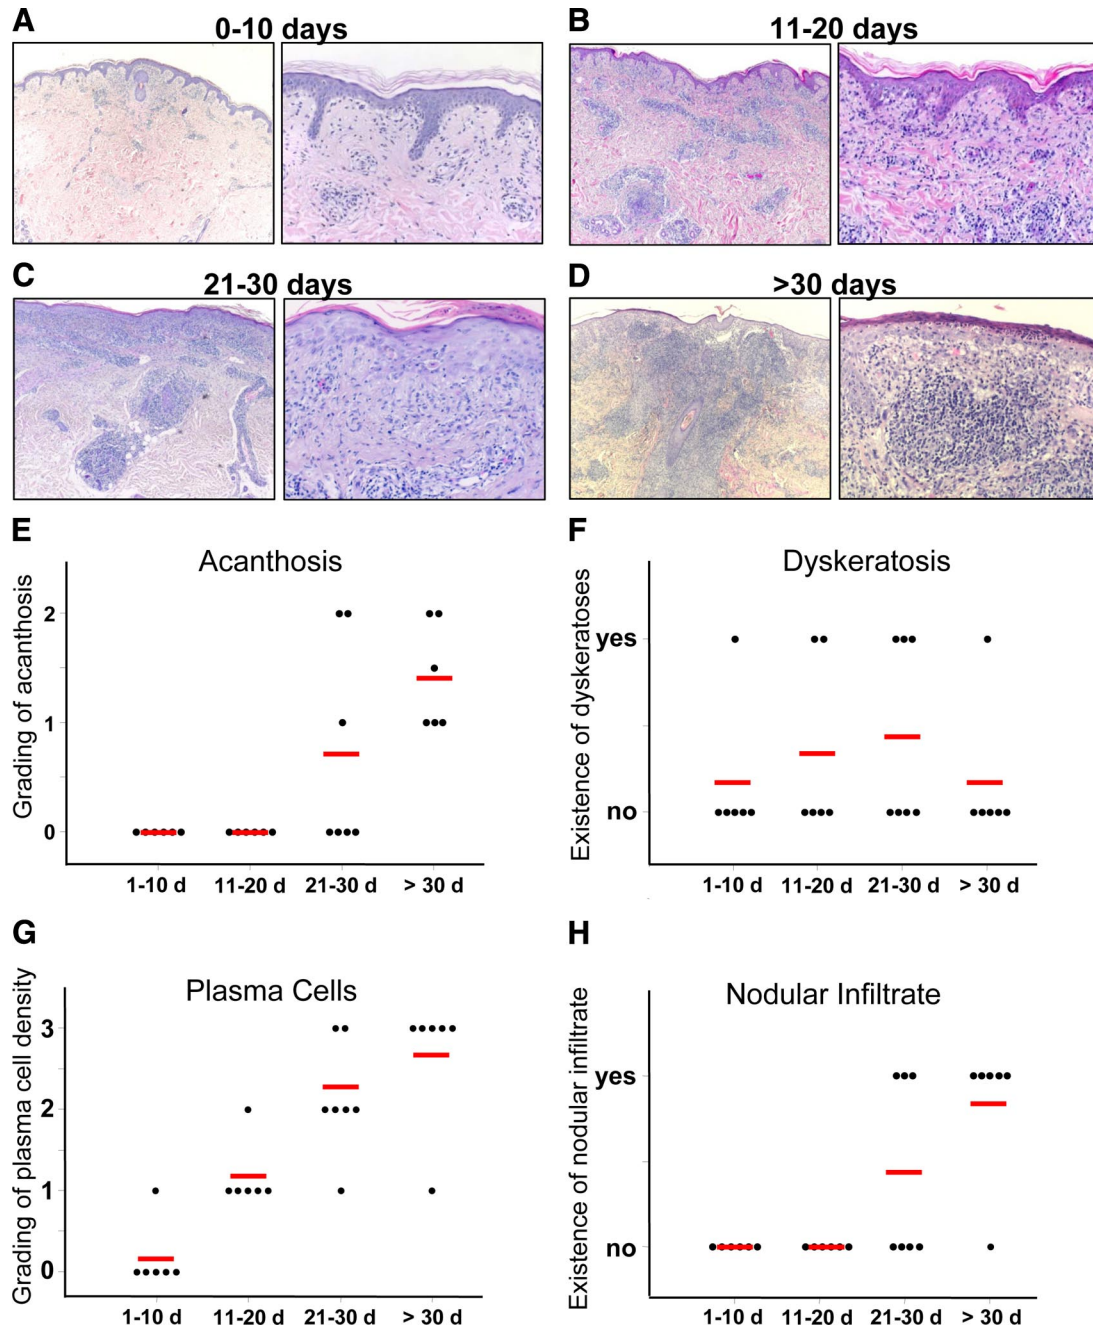 A
0-10 days
B
11-20 days
C
21-30 days
D
>30 days
E
Acanthosis
Grading of acanthosis
2
1
0
1-10 d 11-20 d 21-30 d > 30 d
F
Dyskeratosis
Existence of dyskeratoses
yes
no
1-10 d 11-20 d 21-30 d > 30 d
G
Plasma Cells
Grading of plasma cell density
3
2
1
0
1-10 d 11-20 d 21-30 d > 30 d
H
Nodular Infiltrate
Existence of nodular infiltrate
yes
no
1-10 d 11-20 d 21-30 d > 30 d